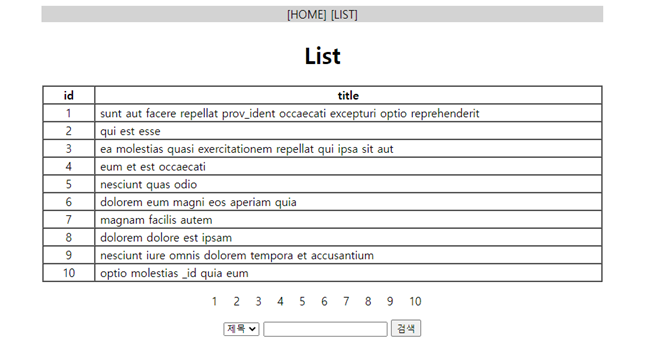 [HOME] [LIST]
List
id title
1 sunt aut facere repellat prov_ident occaecati excepturi optio reprehenderit
2 qui est esse
3 ea molestias quasi exercitationem repellat qui ipsa sit aut
4 eum et est occaecati
5 nesciunt quas odio
6 dolorem eum magni eos aperiam quia
7 magnam facilis autem
8 dolorem dolore est ipsam
9 nesciunt iure omnis dolorem tempora et accusantium
10 optio molestias _id quia eum
1 2 3 4 5 6 7 8 9 10
제목 검색